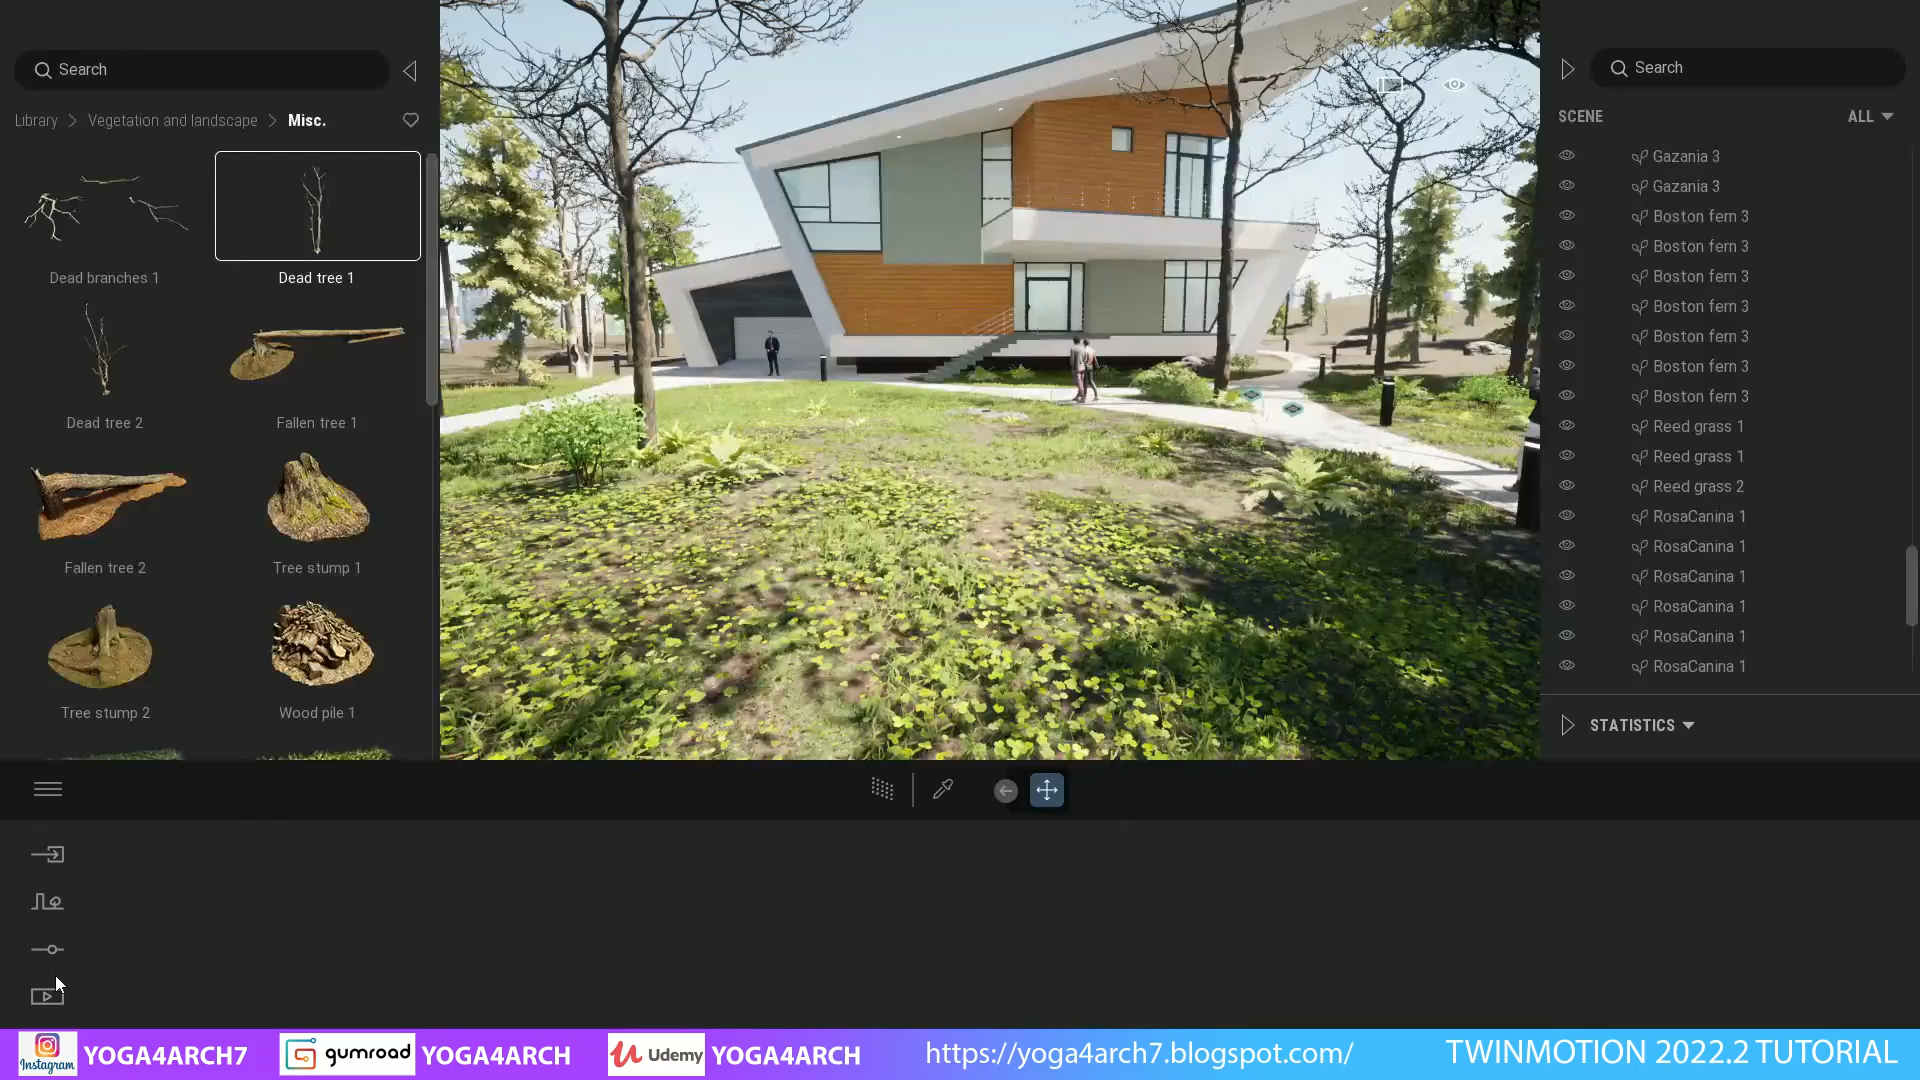 Search
Library > Vegetation and landscape > Misc.
Dead branches 1
Dead tree 1
Dead tree 2
Fallen tree 1
Fallen tree 2
Tree stump 1
Tree stump 2
Wood pile 1
Search
SCENE
ALL
Gazania 3
Gazania 3
Boston fern 3
Boston fern 3
Boston fern 3
Boston fern 3
Boston fern 3
Boston fern 3
Boston fern 3
Reed grass 1
Reed grass 1
Reed grass 2
RosaCanina 1
RosaCanina 1
RosaCanina 1
RosaCanina 1
RosaCanina 1
RosaCanina 1
STATISTICS
Instagram YOGA4ARCH7
gumroad YOGA4ARCH
Udemy YOGA4ARCH
https://yoga4arch7.blogspot.com/
TWINMOTION 2022.2 TUTORIAL